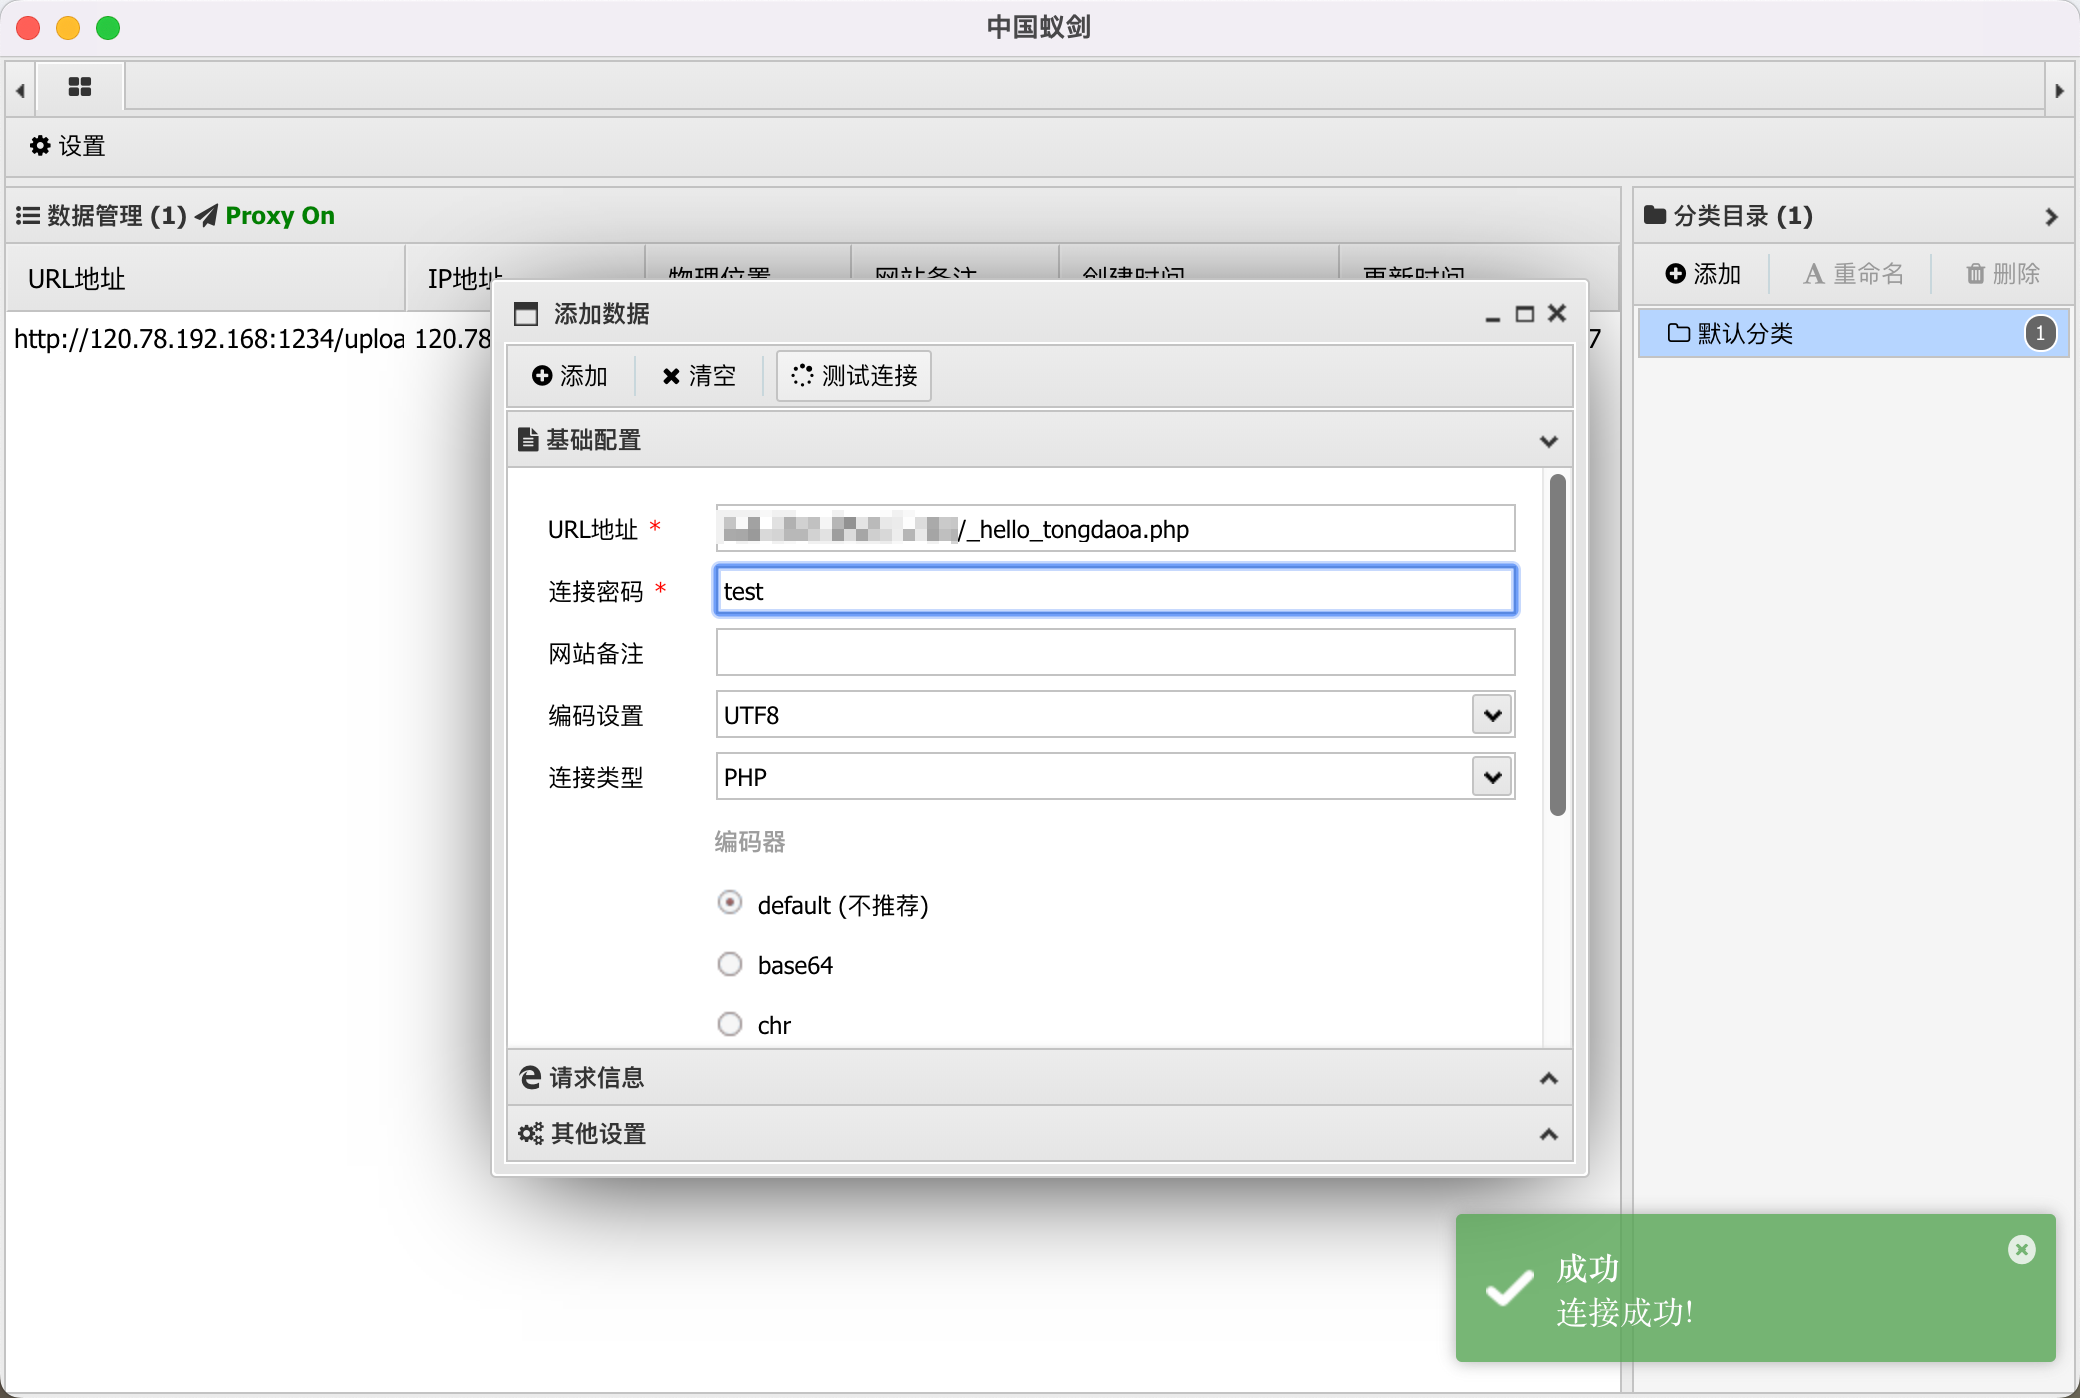 中国蚁剑
设置
数据管理 (1) Proxy On
分类目录 (1)
URL地址
IP地址
物理位置
网站备注
创建时间
更新时间
添加
重命名
删除
http://120.78.192.168:1234/uploa
120.78
7
默认分类
1
添加数据
添加
清空
测试连接
基础配置
URL地址 *
/_hello_tongdaoa.php
连接密码 *
test
网站备注
编码设置
UTF8
连接类型
PHP
编码器
default (不推荐)
base64
chr
请求信息
其他设置
成功
连接成功!